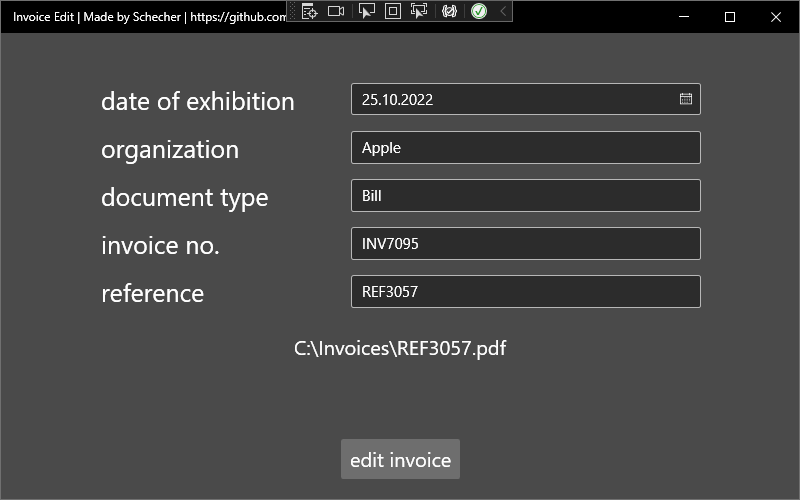 Invoice Edit | Made by Schecher | https://github.com
date of exhibition 25.10.2022
organization Apple
document type Bill
invoice no. INV7095
reference REF3057
C:\Invoices\REF3057.pdf
edit invoice